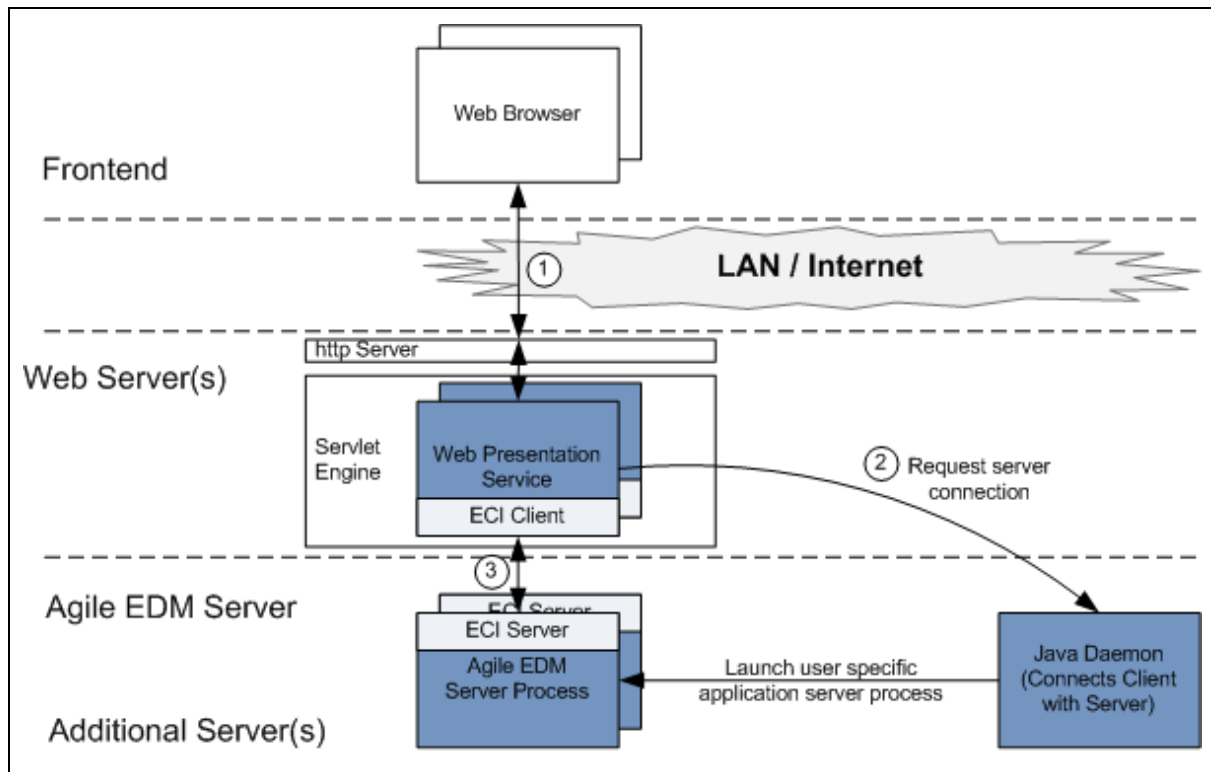 Web Browser
Frontend
LAN / Internet
1
http Server
Web Server(s)
Servlet
Engine
Web Presentation
Service
ECI Client
2
Request server
connection
3
Agile EDM Server
ECI Server
ECI Server
Agile EDM
Server Process
Launch user specific
application server process
Java Daemon
(Connects Client
with Server)
Additional Server(s)